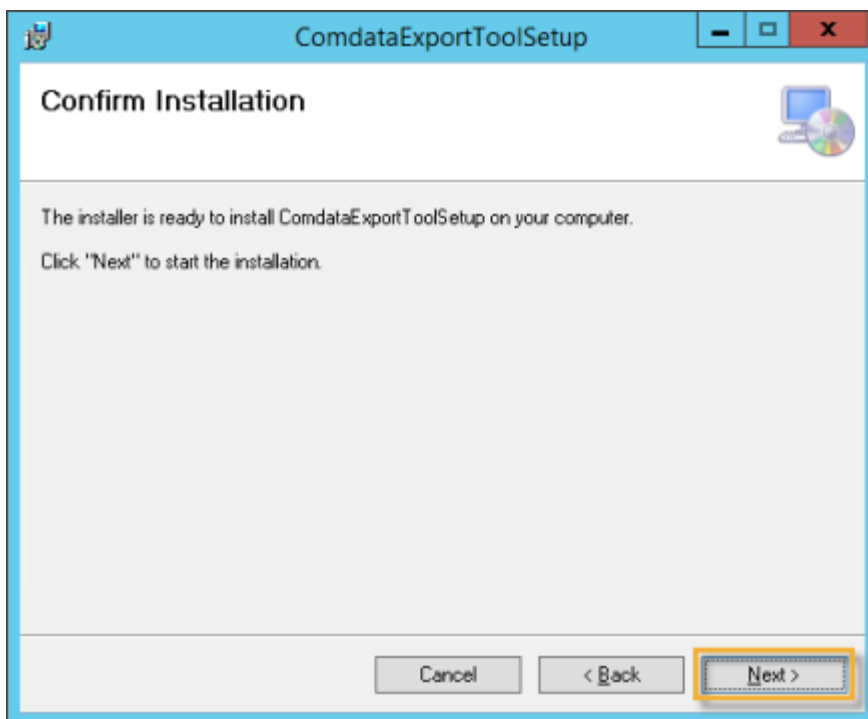 ComdataExportToolSetup
Confirm Installation
The installer is ready to install ComdataExportToolSetup on your computer.
Click "Next" to start the installation.
Cancel
< Back
Next >